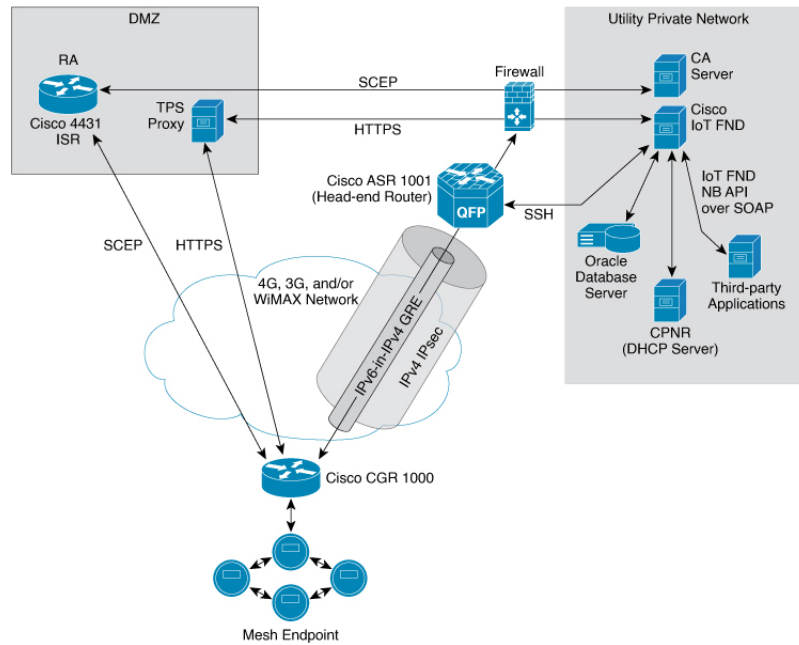 DMZ
Utility Private Network
RA
Cisco 4431
ISR
TPS
Proxy
SCEP
HTTPS
Firewall
CA
Server
Cisco
IoT FND
Cisco ASR 1001
(Head-end Router)
QFP
SSH
IoT FND
NB API
over SOAP
Oracle
Database
Server
Third-party
Applications
CPNR
(DHCP Server)
SCEP
HTTPS
4G, 3G, and/or
WiMAX Network
IPv6-in-IPv4 GRE
IPv4 IPsec
Cisco CGR 1000
Mesh Endpoint